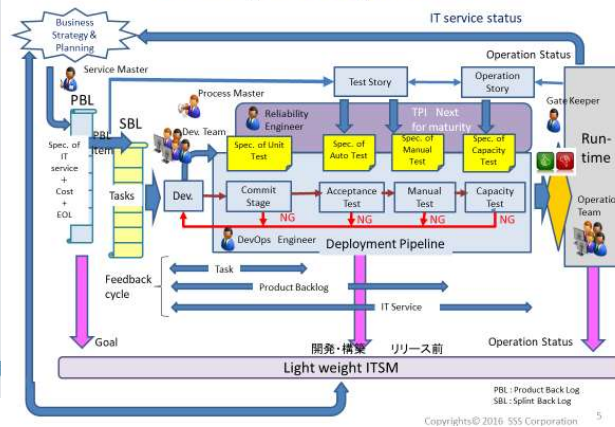 Business
Strategy &
Planning
IT service status
Operation Status
Service Master
PBL
SBL
PBL
Item
Spec. of
IT
service
+
Cost
+
EOL
Tasks
Process Master
Dev. Team
Test Story
Operation
Story
Gate Keeper
Reliability
Engineer
TPI Next
for maturity
Spec. of Unit
Test
Spec. of
Auto Test
Spec. of
Manual
Test
Spec. of
Capacity
Test
Run-
time
Dev.
Commit
Stage
Acceptance
Test
Manual
Test
Capacity
Test
NG
NG
NG
NG
DevOps Engineer
Deployment Pipeline
Operation
Team
Feedback
cycle
Task
Product Backlog
IT Service
Goal
開発・構築 リリース前
Operation Status
Light weight ITSM
PBL : Product Back Log
SBL : Splint Back Log
Copyrights© 2016 SSS Corporation
5